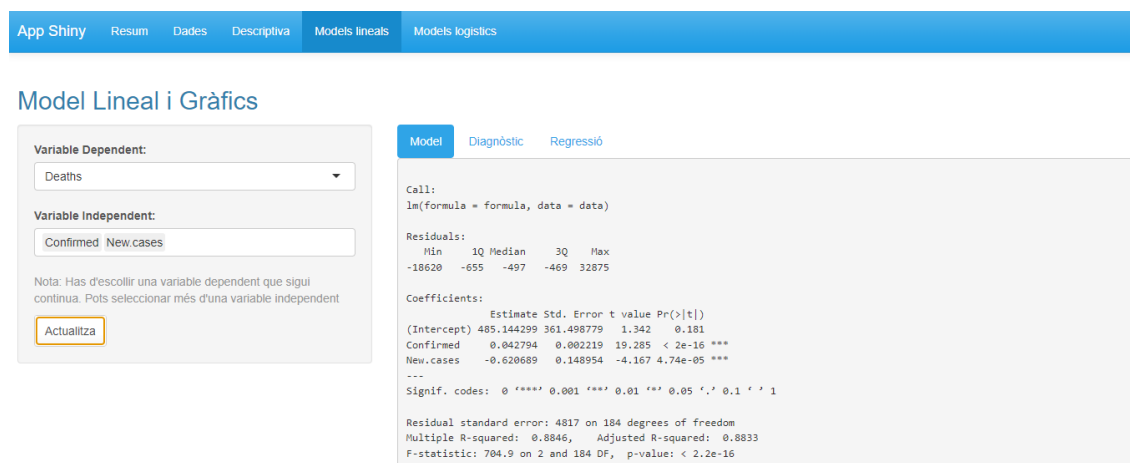 App Shiny Resum Dades Descriptiva Models lineals Models logistics
Model Lineal i Gràfics
Variable Dependent:
Deaths
Variable Independent:
Confirmed New.cases
Nota: Has d'escollir una variable dependent que sigui
continua. Pots seleccionar més d'una variable independent
Actualitza
Model Diagnòstic Regressió
Call:
lm(formula = formula, data = data)
Residuals:
Min 1Q Median 3Q Max
-18620 -655 -497 -469 32875
Coefficients:
Estimate Std. Error t value Pr(>|t|)
(Intercept) 485.144299 361.498779 1.342 0.181
Confirmed 0.042794 0.002219 19.285 < 2e-16 ***
New.cases -0.620689 0.148954 -4.167 4.74e-05 ***
---
Signif. codes: 0 ‘***’ 0.001 ‘**’ 0.01 ‘*’ 0.05 ‘.’ 0.1 ‘ ’ 1
Residual standard error: 4817 on 184 degrees of freedom
Multiple R-squared: 0.8846, Adjusted R-squared: 0.8833
F-statistic: 704.9 on 2 and 184 DF, p-value: < 2.2e-16